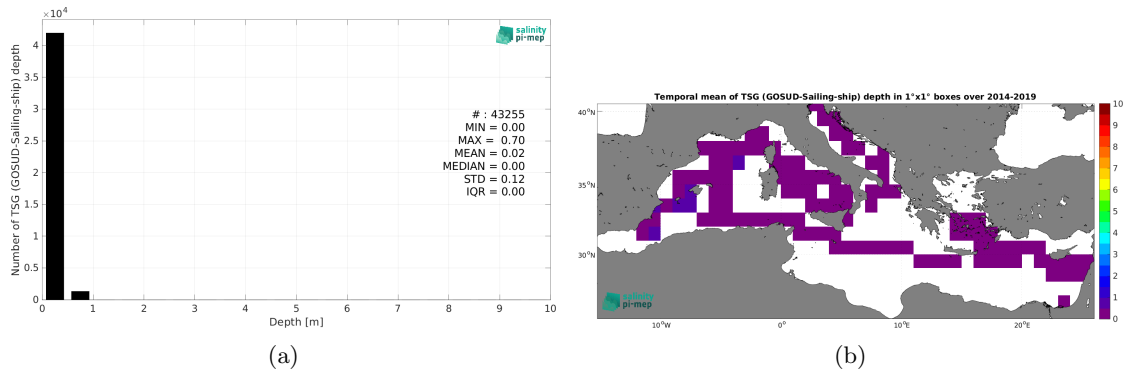 ×10⁴
4
3.5
3
2.5
2
1.5
1
0.5
0
Number of TSG (GOSUD-Sailing-ship) depth
salinity
pi-mep
# : 43255
MIN = 0.00
MAX = 0.70
MEAN = 0.02
MEDIAN = 0.00
STD = 0.12
IQR = 0.00
0 1 2 3 4 5 6 7 8 9 10
Depth [m]
(a)
Temporal mean of TSG (GOSUD-Sailing-ship) depth in 1°x1° boxes over 2014-2019
40°N
35°N
30°N
salinity
pi-mep
10°W 0° 10°E 20°E
10
9
8
7
6
5
4
3
2
1
0
(b)